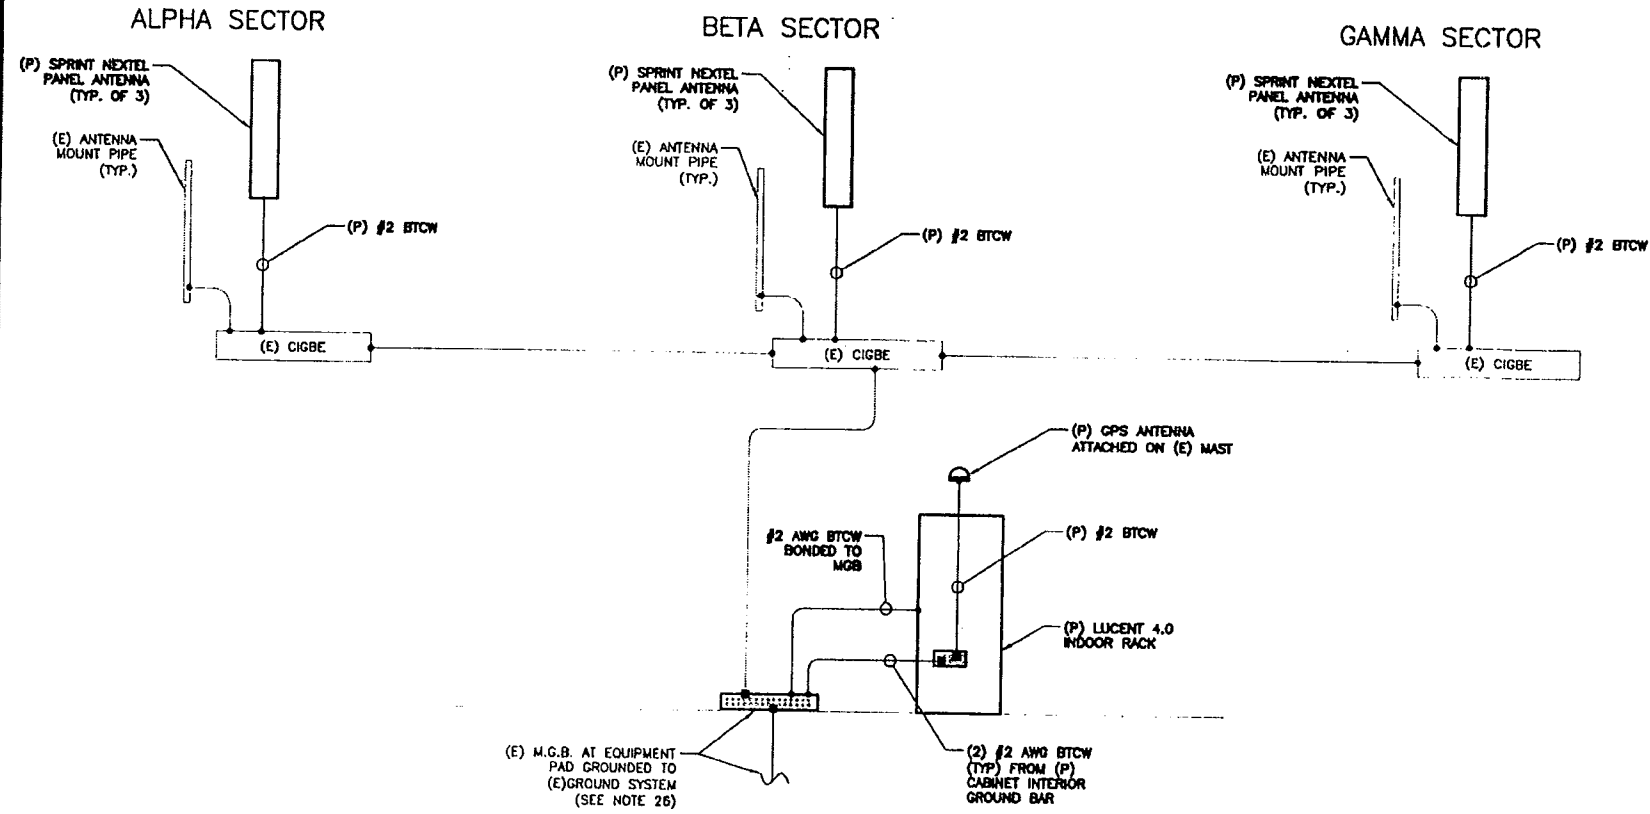 ALPHA SECTOR
(P) SPRINT NEXTEL
PANEL ANTENNA
(TYP. OF 3)
(E) ANTENNA
MOUNT PIPE
(TYP.)
(P) #2 BTCW
(E) CIGBE
BETA SECTOR
(P) SPRINT NEXTEL
PANEL ANTENNA
(TYP. OF 3)
(E) ANTENNA
MOUNT PIPE
(TYP.)
(P) #2 BTCW
(E) CIGBE
GAMMA SECTOR
(P) SPRINT NEXTEL
PANEL ANTENNA
(TYP. OF 3)
(E) ANTENNA
MOUNT PIPE
(TYP.)
(P) #2 BTCW
(E) CIGBE
(P) GPS ANTENNA
ATTACHED ON (E) MAST
#2 AWG BTCW
BONDED TO
MGB
(P) #2 BTCW
(P) LUCENT 4.0
INDOOR RACK
(E) M.G.B. AT EQUIPMENT
PAD GROUNDED TO
(E)GROUND SYSTEM
(SEE NOTE 26)
(2) #2 AWG BTCW
(TYP) FROM (P)
CABINET INTERIOR
GROUND BAR